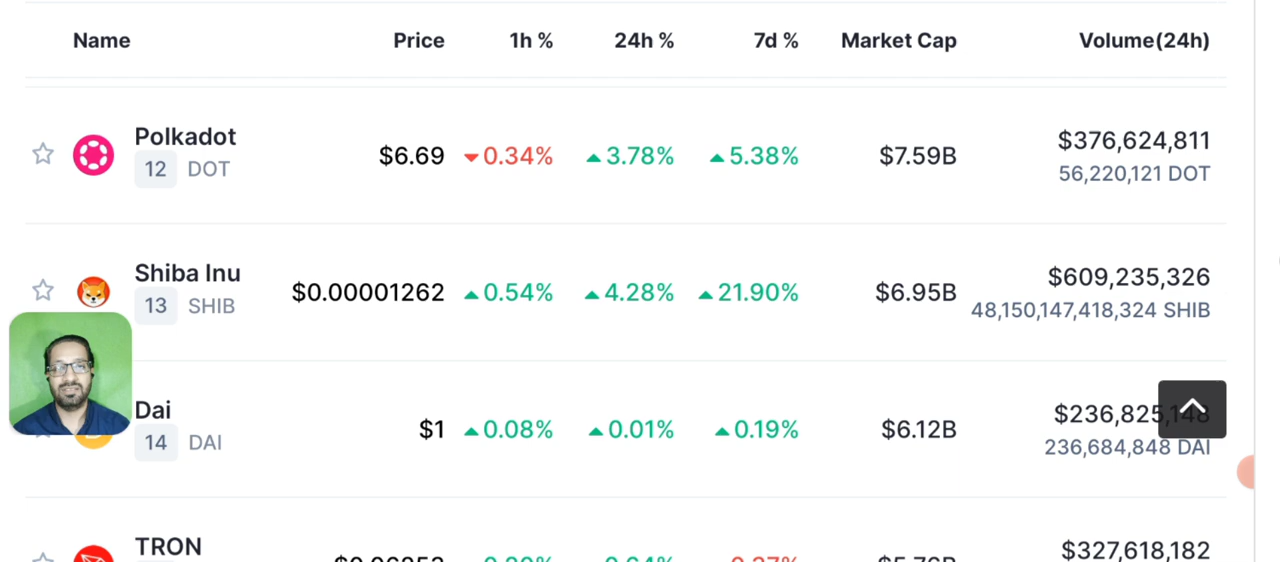 Name Price 1h % 24h % 7d % Market Cap Volume(24h)
Polkadot
12 DOT
$6.69 0.34% 3.78% 5.38% $7.59B $376,624,811
56,220,121 DOT
Shiba Inu
13 SHIB
$0.00001262 0.54% 4.28% 21.90% $6.95B $609,235,326
48,150,147,418,324 SHIB
Dai
14 DAI
$1 0.08% 0.01% 0.19% $6.12B $236,825,148
236,684,848 DAI
TRON
$327,618,182